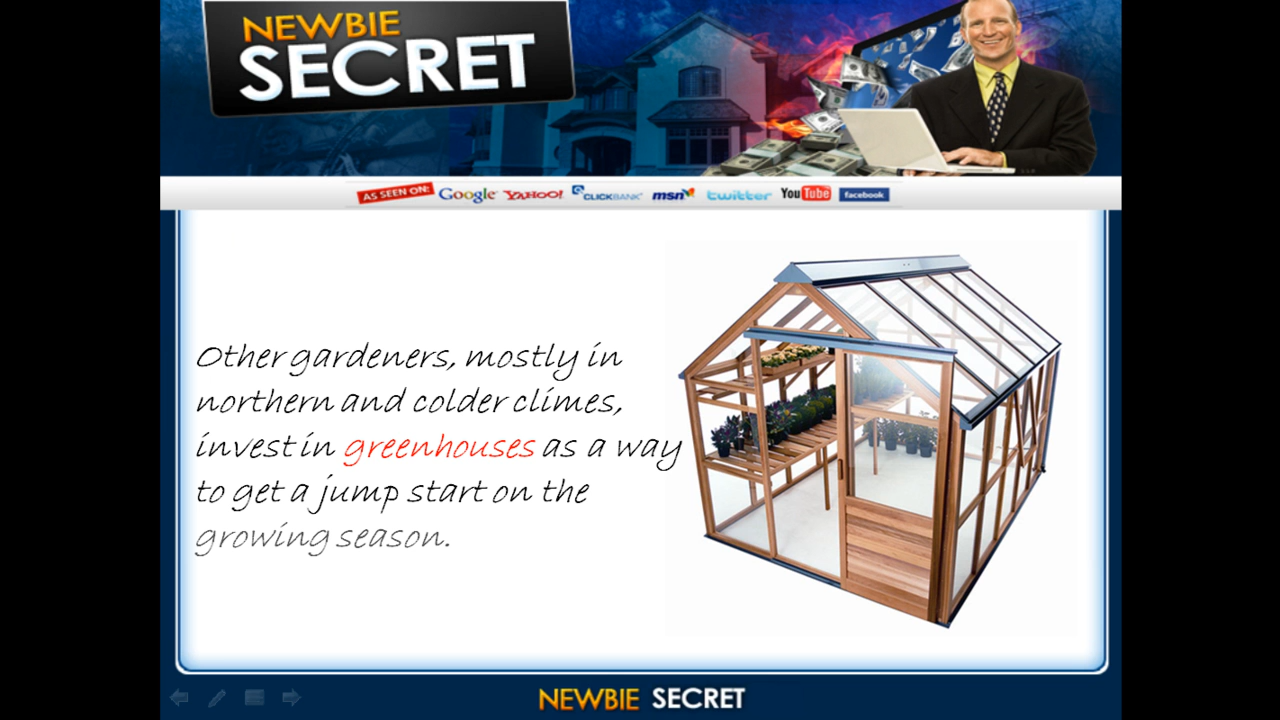 NEWBIE
SECRET
AS SEEN ON: Google YAHOO! CLICKBANK msn twitter YouTube facebook
Other gardeners, mostly in
northern and colder climes,
invest in greenhouses as a way
to get a jump start on the
growing season.
NEWBIE SECRET